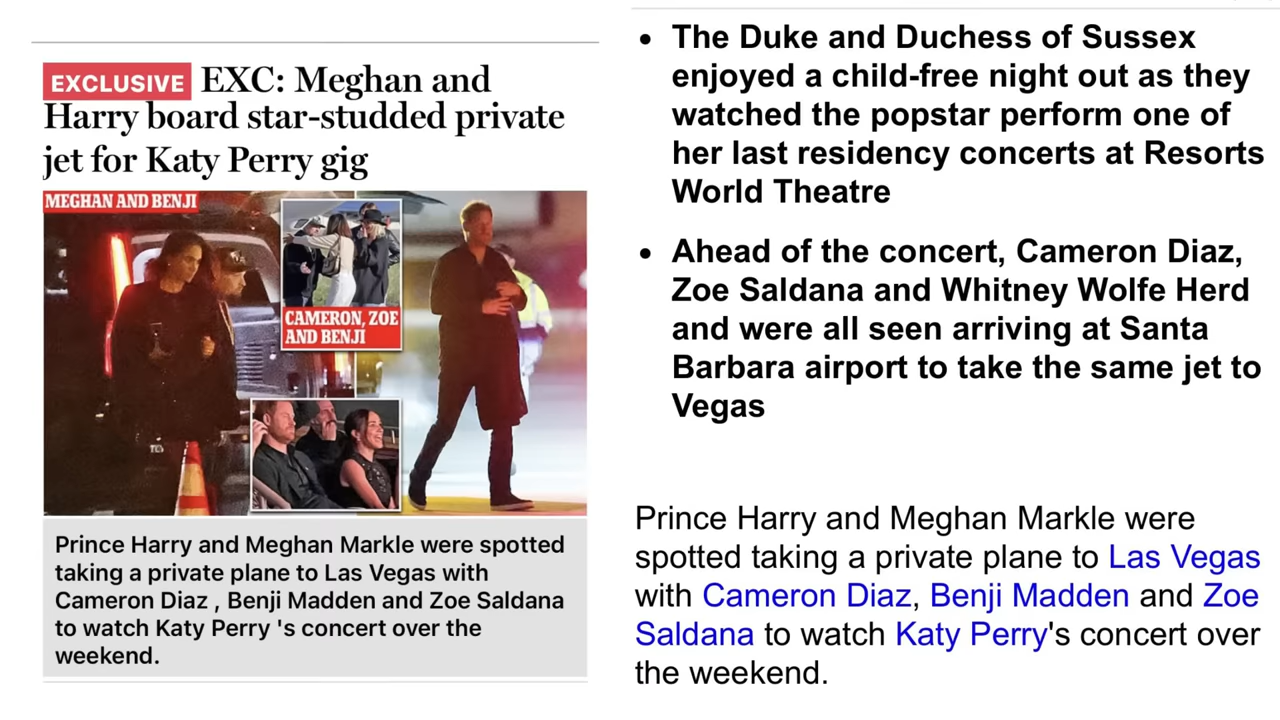 EXCLUSIVE EXC: Meghan and
Harry board star-studded private
jet for Katy Perry gig
MEGHAN AND BENJI
CAMERON, ZOE
AND BENJI
Prince Harry and Meghan Markle were spotted
taking a private plane to Las Vegas with
Cameron Diaz , Benji Madden and Zoe Saldana
to watch Katy Perry 's concert over the
weekend.
• The Duke and Duchess of Sussex
enjoyed a child-free night out as they
watched the popstar perform one of
her last residency concerts at Resorts
World Theatre
• Ahead of the concert, Cameron Diaz,
Zoe Saldana and Whitney Wolfe Herd
and were all seen arriving at Santa
Barbara airport to take the same jet to
Vegas
Prince Harry and Meghan Markle were
spotted taking a private plane to Las Vegas
with Cameron Diaz, Benji Madden and Zoe
Saldana to watch Katy Perry's concert over
the weekend.